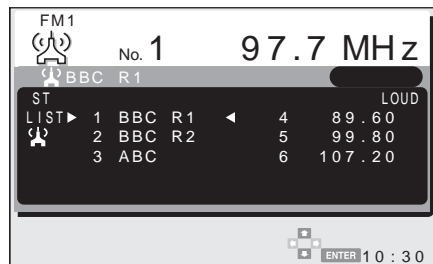 FM1
No. 1 97.7 MHz
BBC R1
ST LOUD
LIST 1 BBC R1 4 89.60
2 BBC R2 5 99.80
3 ABC 6 107.20
ENTER 10:30